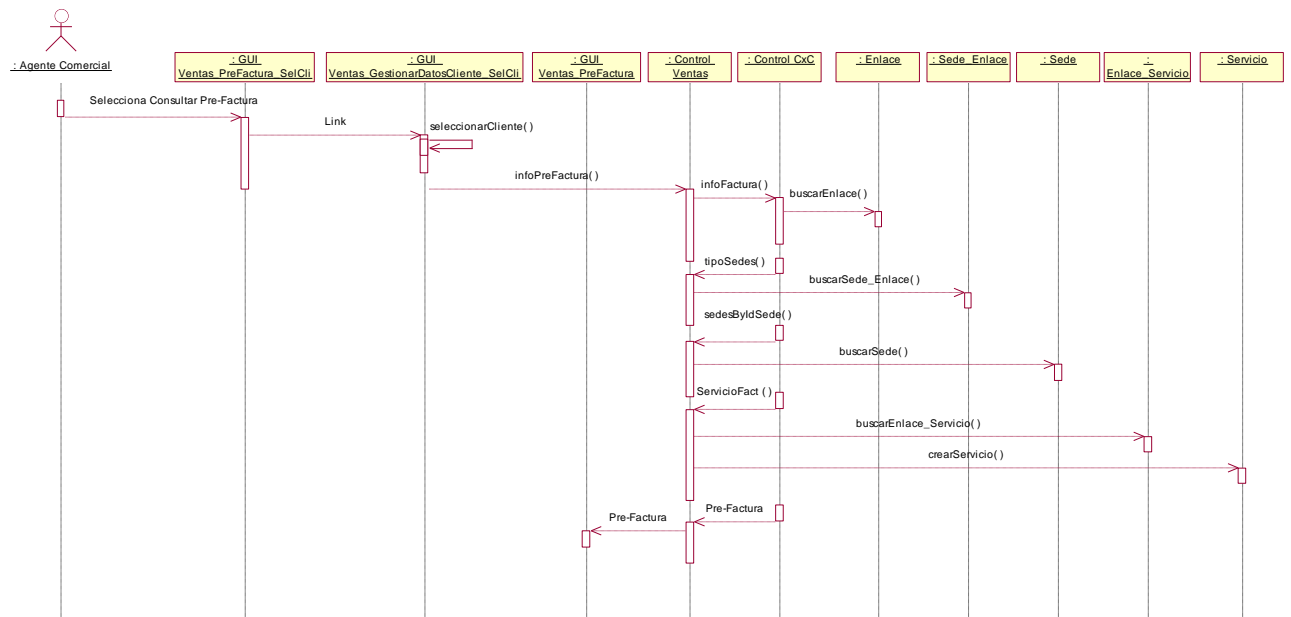 : Agente Comercial
: GUI
Ventas_PreFactura_SelCli
: GUI
Ventas_GestionarDatosCliente_SelCli
: GUI
Ventas_PreFactura
: Control
Ventas
: Control CxC
: Enlace
: Sede_Enlace
: Sede
:
Enlace_Servicio
: Servicio
Selecciona Consultar Pre-Factura
Link
seleccionarCliente( )
infoPreFactura( )
infoFactura( )
buscarEnlace( )
tipoSedes( )
buscarSede_Enlace( )
sedesByIdSede( )
buscarSede( )
ServicioFact ( )
buscarEnlace_Servicio( )
crearServicio( )
Pre-Factura
Pre-Factura